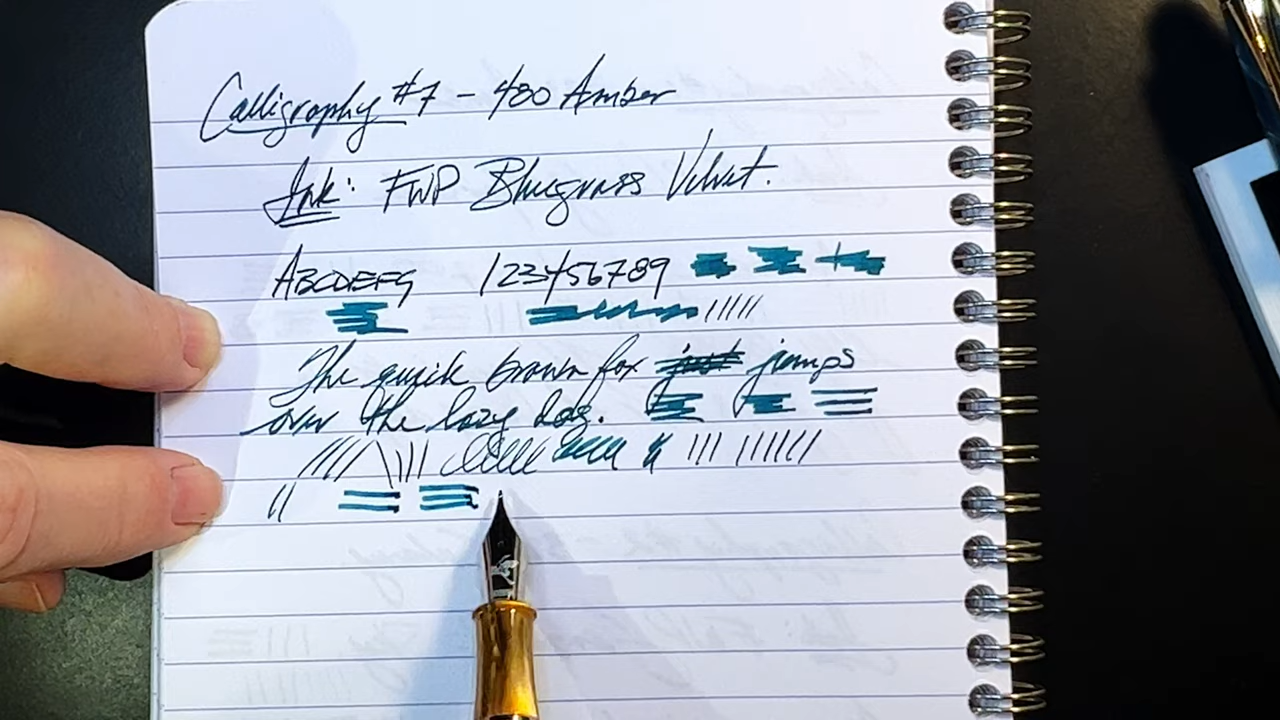 Calligraphy #7 - 480 Amber
Ink: FWP Bluegrass Velvet.
ABCDEFG 123456789
The quick brown fox just jumps
over the lazy dog.